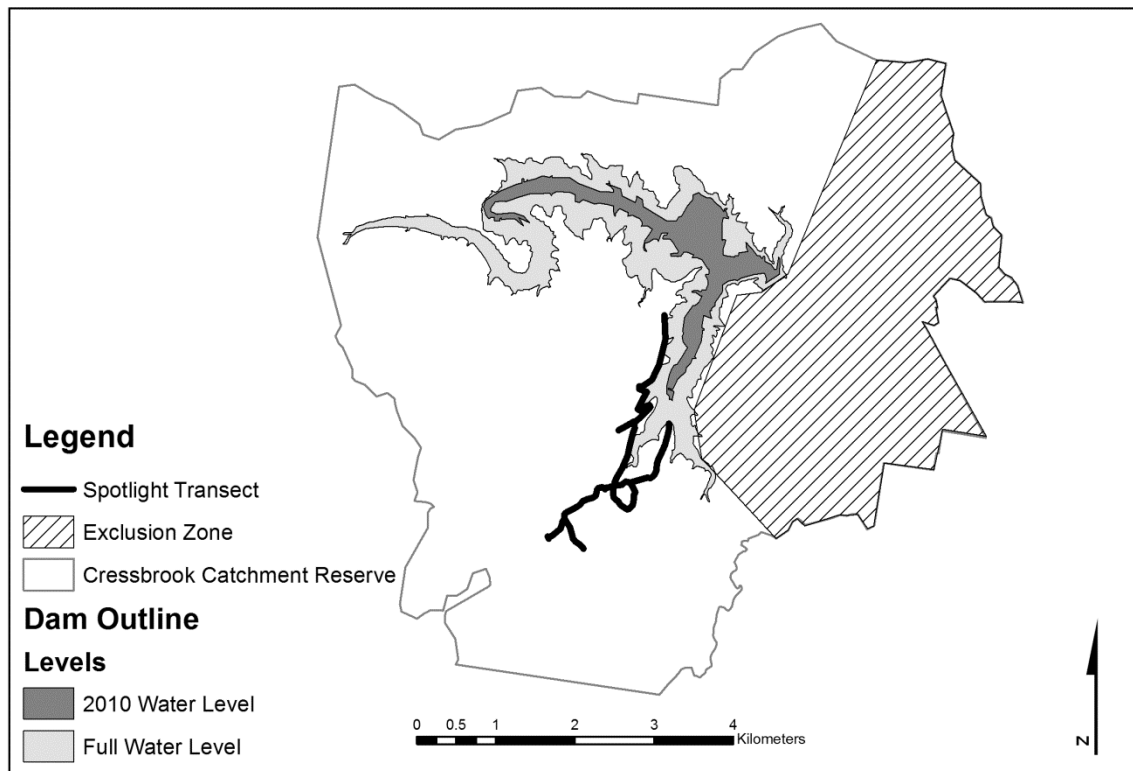 Legend
Spotlight Transect
Exclusion Zone
Cressbrook Catchment Reserve
Dam Outline
Levels
2010 Water Level
Full Water Level
0 0.5 1 2 3 4
Kilometers
N